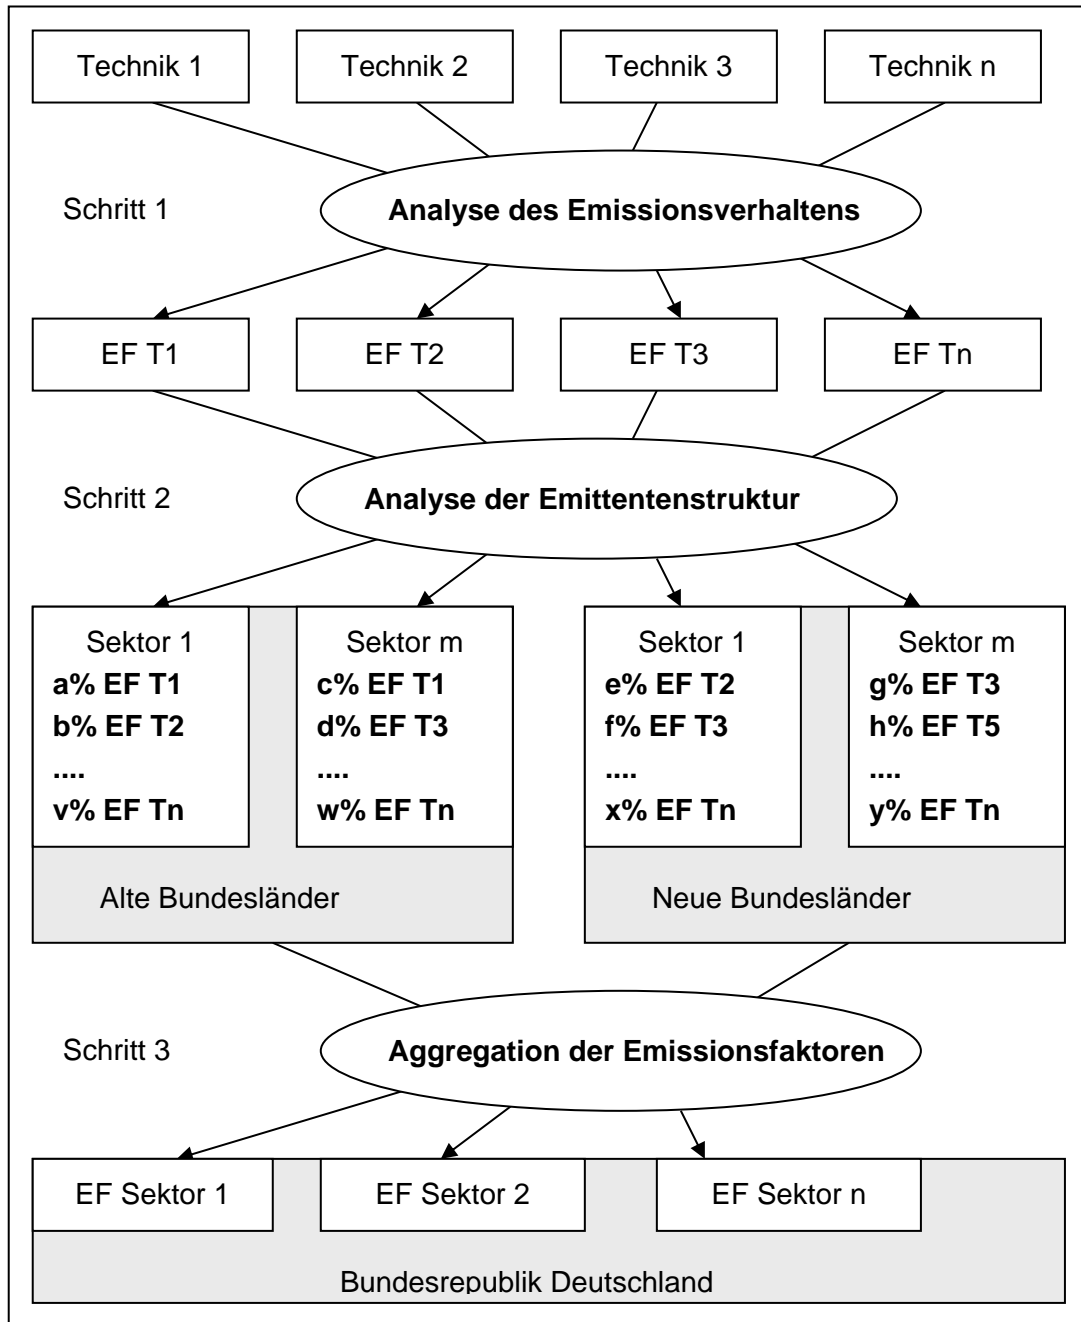 Technik 1
Technik 2
Technik 3
Technik n
Schritt 1
Analyse des Emissionsverhaltens
EF T1
EF T2
EF T3
EF Tn
Schritt 2
Analyse der Emittentenstruktur
Sektor 1
a% EF T1
b% EF T2
....
v% EF Tn
Sektor m
c% EF T1
d% EF T3
....
w% EF Tn
Alte Bundesländer
Sektor 1
e% EF T2
f% EF T3
....
x% EF Tn
Sektor m
g% EF T3
h% EF T5
....
y% EF Tn
Neue Bundesländer
Schritt 3
Aggregation der Emissionsfaktoren
EF Sektor 1
EF Sektor 2
EF Sektor n
Bundesrepublik Deutschland